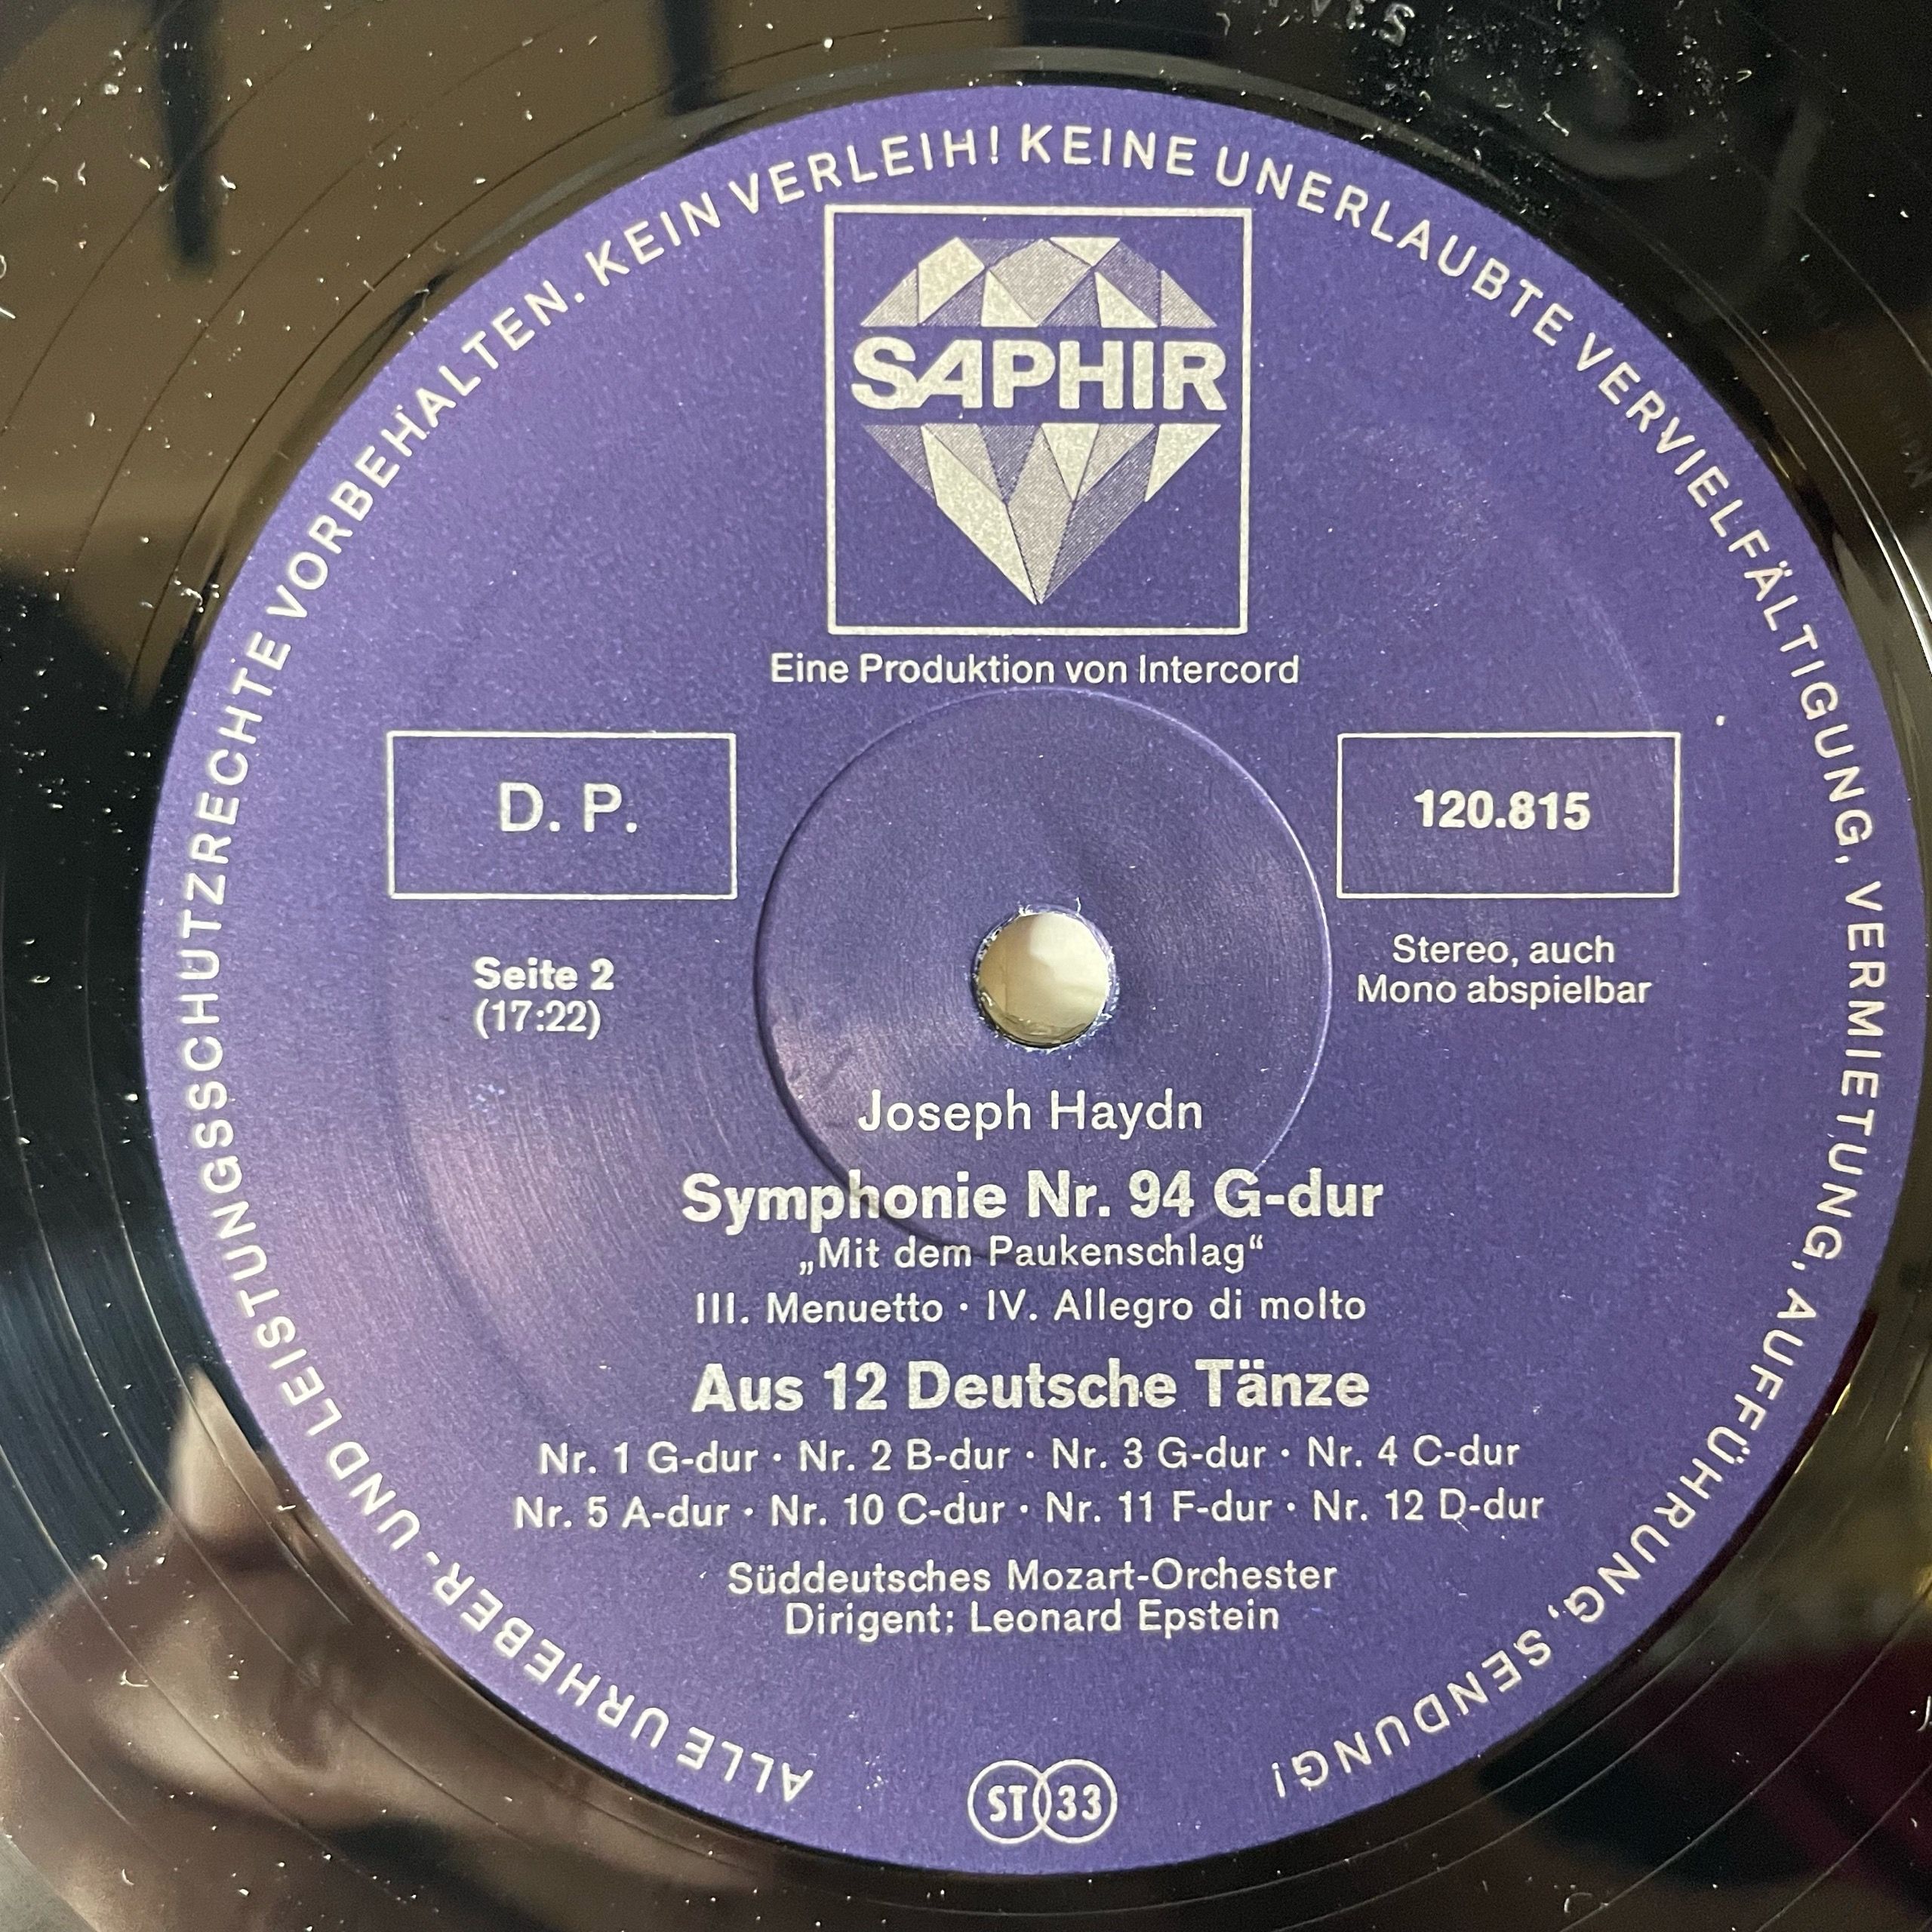 ALLE URHEBER- UND LEISTUNGSSCHUTZRECHTE VORBEHALTEN. KEIN VERLEIH! KEINE UNERLAUBTE VERVIELFÄLTIGUNG, VERMIETUNG, AUFFÜHRUNG, SENDUNG!
SAPHIR
Eine Produktion von Intercord
D. P.
120.815
Seite 2
(17:22)
Stereo, auch
Mono abspielbar
Joseph Haydn
Symphonie Nr. 94 G-dur
„Mit dem Paukenschlag“
III. Menuetto · IV. Allegro di molto
Aus 12 Deutsche Tänze
Nr. 1 G-dur · Nr. 2 B-dur · Nr. 3 G-dur · Nr. 4 C-dur
Nr. 5 A-dur · Nr. 10 C-dur · Nr. 11 F-dur · Nr. 12 D-dur
Süddeutsches Mozart-Orchester
Dirigent: Leonard Epstein
ST 33